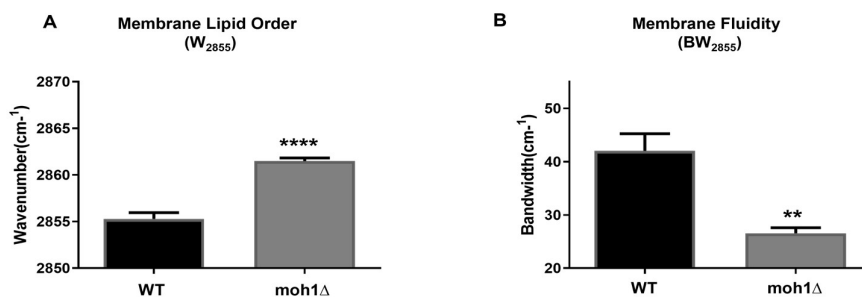 A
Membrane Lipid Order
(W₂₈₅₅)
Wavenumber(cm⁻¹)
2870
2865
2860
2855
2850
****
WT
moh1Δ
B
Membrane Fluidity
(BW₂₈₅₅)
Bandwidth(cm⁻¹)
50
40
30
20
**
WT
moh1Δ